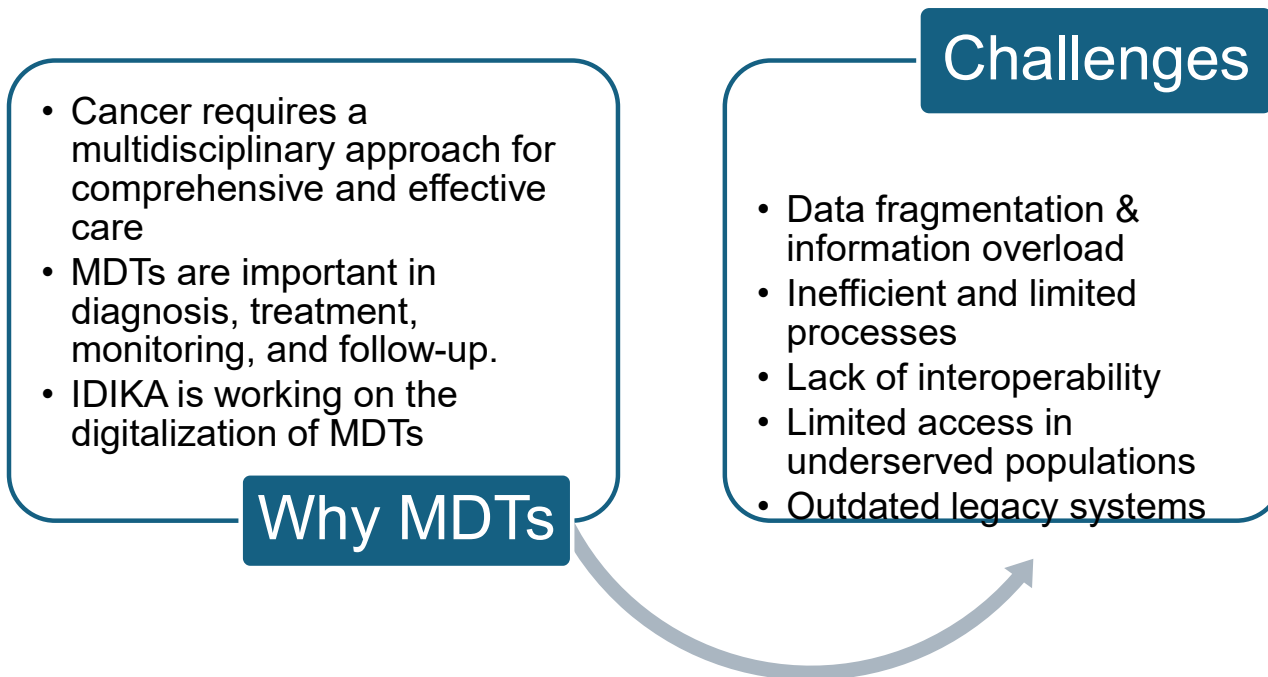 • Cancer requires a
multidisciplinary approach for
comprehensive and effective
care
• MDTs are important in
diagnosis, treatment,
monitoring, and follow-up.
• IDIKA is working on the
digitalization of MDTs
Why MDTs
Challenges
• Data fragmentation &
information overload
• Inefficient and limited
processes
• Lack of interoperability
• Limited access in
underserved populations
• Outdated legacy systems